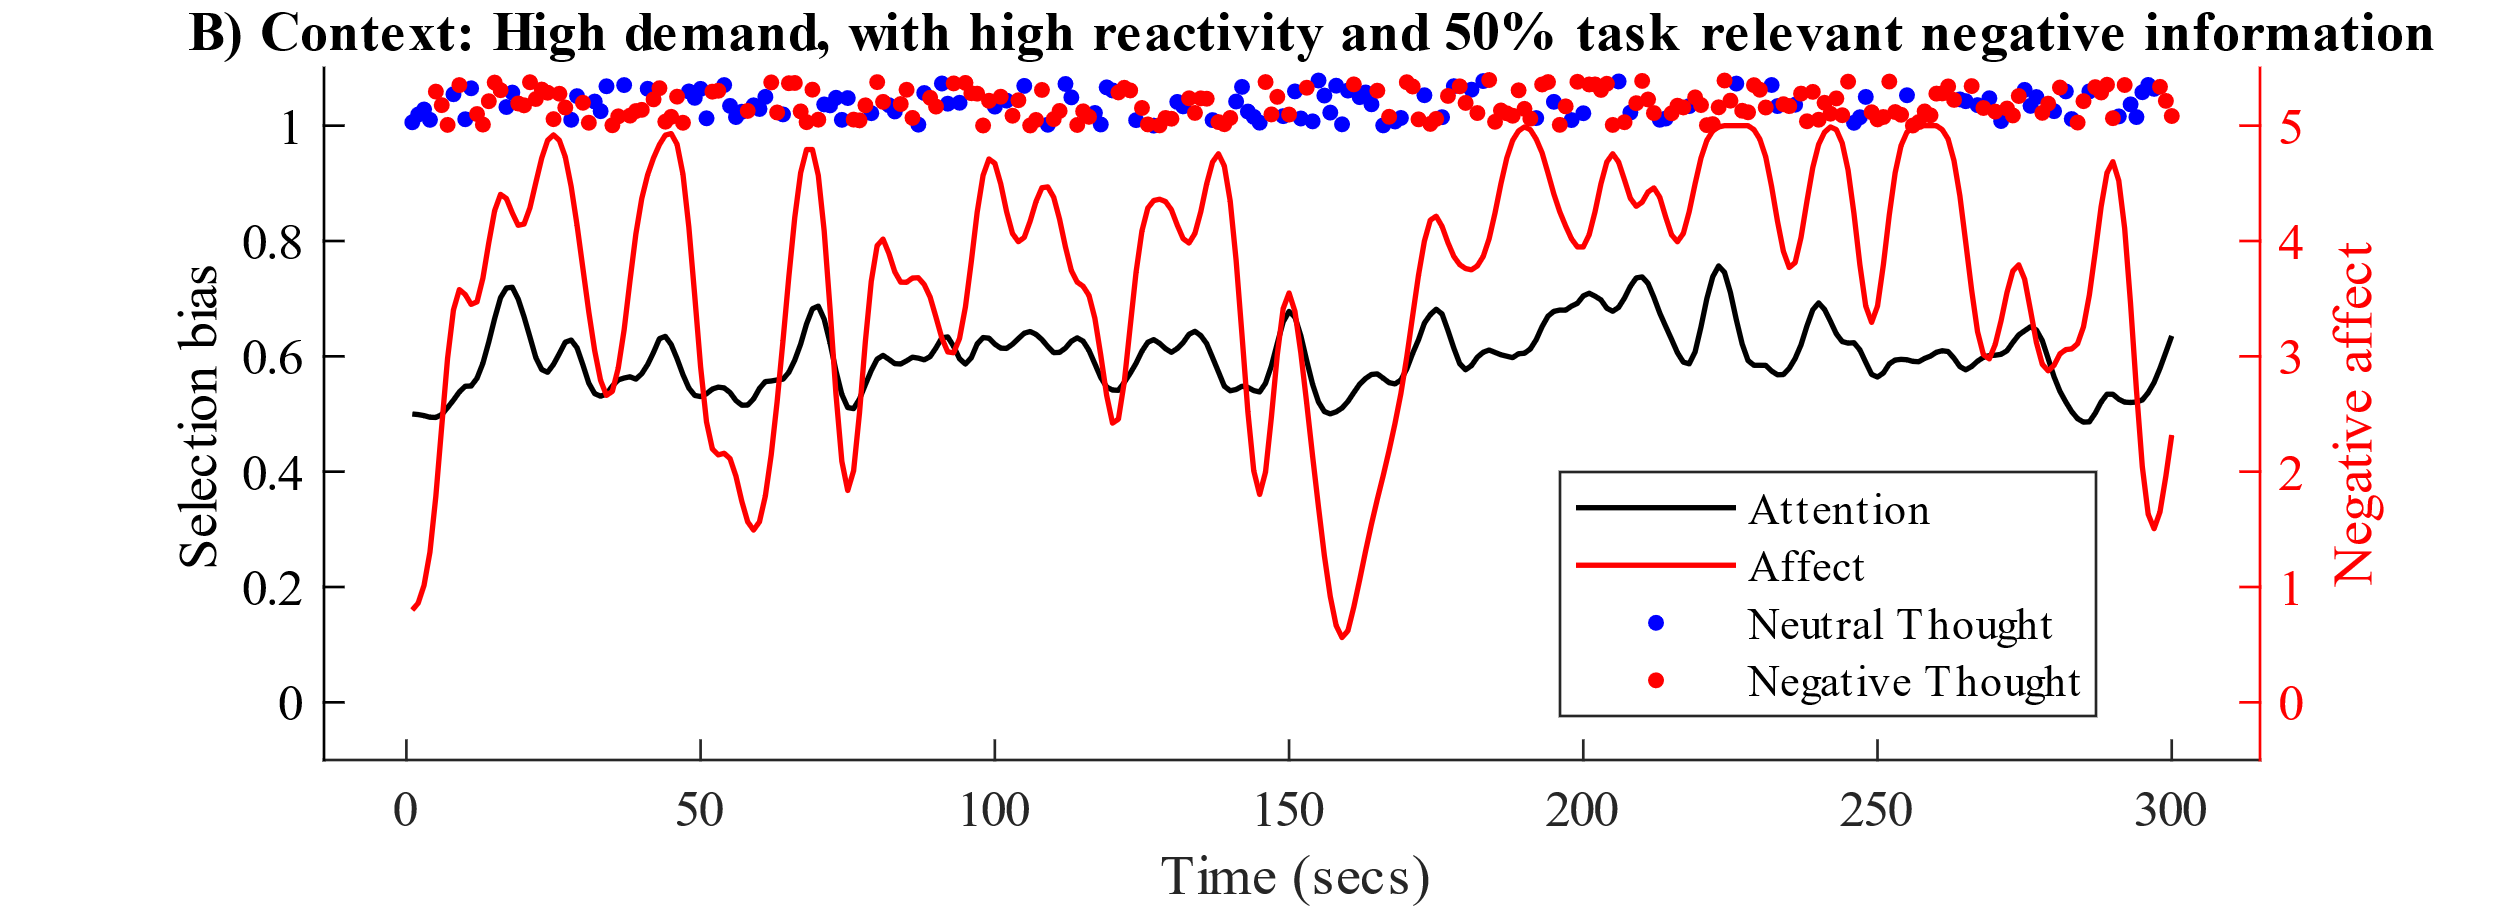 B) Context: High demand, with high reactivity and 50% task relevant negative information
1
0.8
0.6
0.4
0.2
0
Selection bias
5
4
3
2
1
0
Negative affect
Attention
Affect
Neutral Thought
Negative Thought
0 50 100 150 200 250 300
Time (secs)